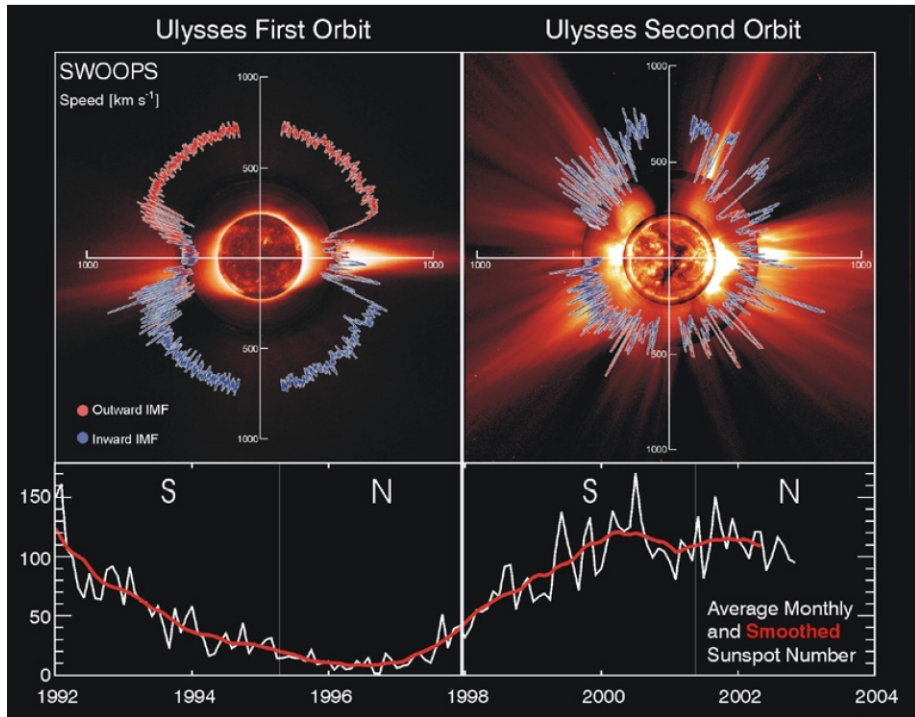 Ulysses First Orbit
Ulysses Second Orbit
SWOOPS
Speed [km s⁻¹]
1000
500
1000
1000
500
1000
Outward IMF
Inward IMF
1000
500
1000
1000
500
1000
S
N
S
N
150
100
50
0
Average Monthly
and Smoothed
Sunspot Number
1992
1994
1996
1998
2000
2002
2004